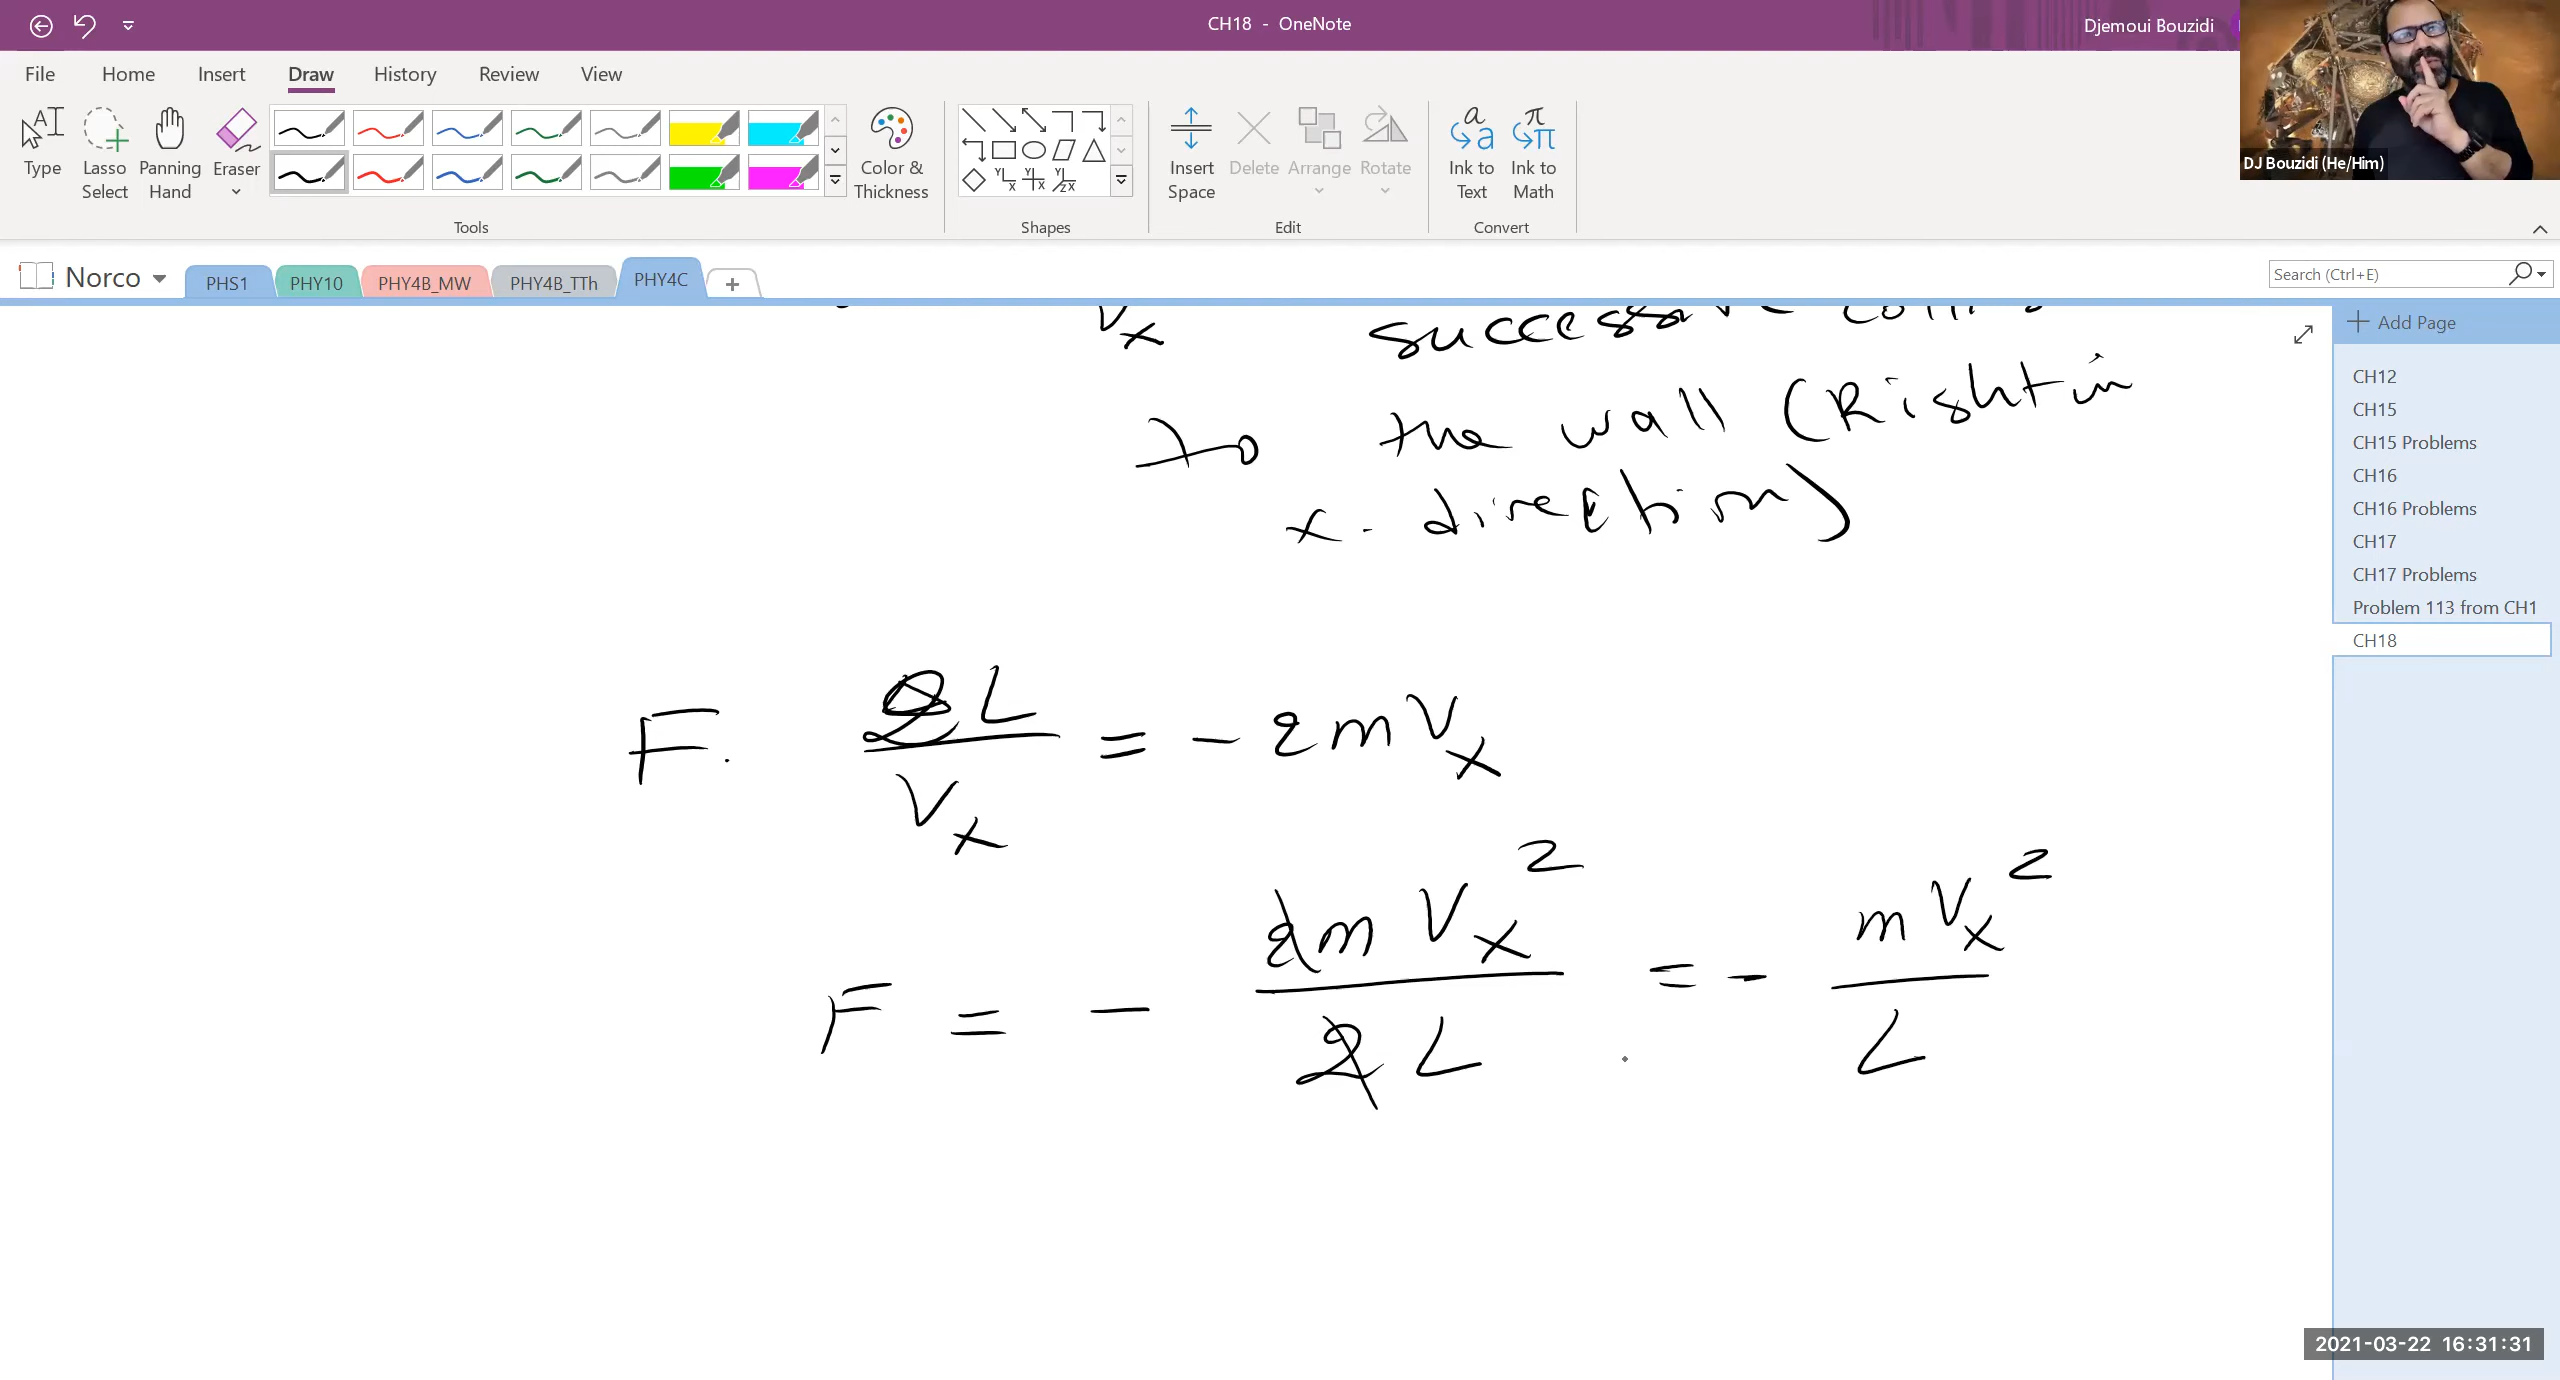 CH18 - OneNote
Djemoui Bouzidi
File Home Insert Draw History Review View
Type
Lasso Select
Panning Hand
Eraser
Color & Thickness
Insert Space
Delete
Arrange
Rotate
Ink to Text
Ink to Math
Tools
Shapes
Edit
Convert
DJ Bouzidi (He/Him)
Norco PHS1 PHY10 PHY4B_MW PHY4B_TTh PHY4C
Search (Ctrl+E)
Vx successive
to the wall (Right in
x-direction)
F. 2L/Vx = - 2mVx
F = - 2mVx²/2L = - mVx²/L
Add Page
CH12
CH15
CH15 Problems
CH16
CH16 Problems
CH17
CH17 Problems
Problem 113 from CH1
CH18
2021-03-22 16:31:31